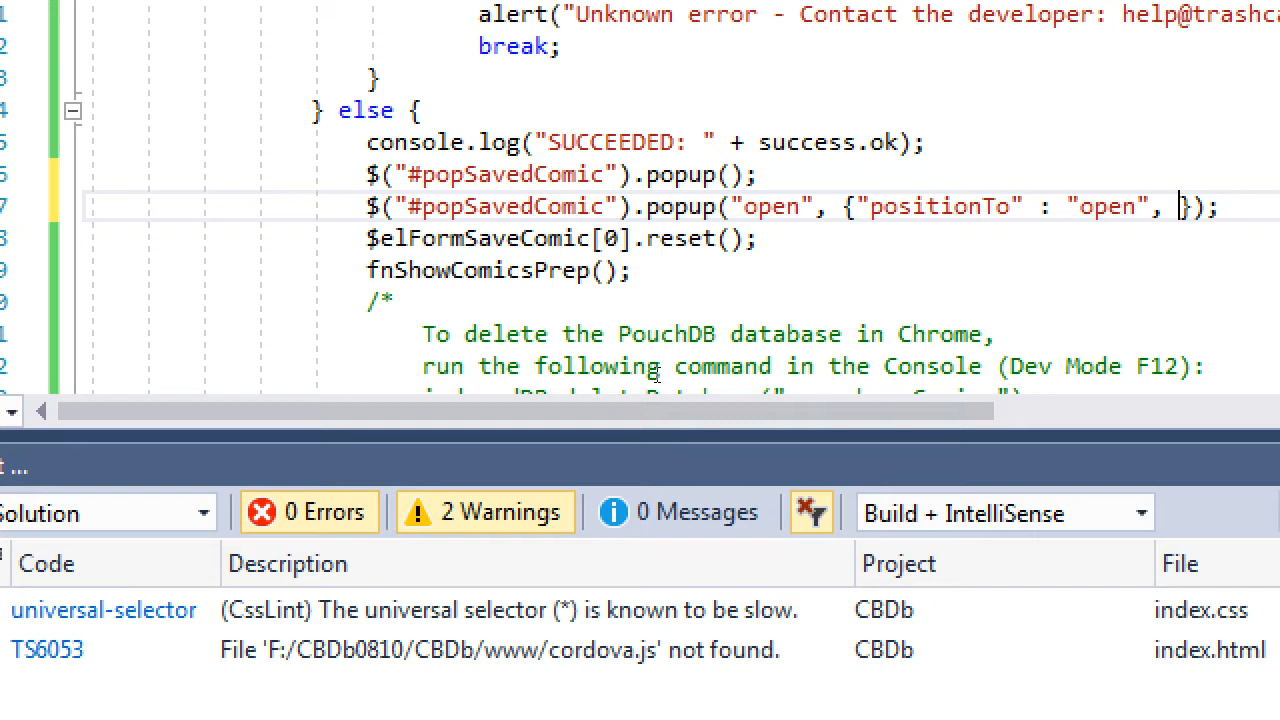 alert("Unknown error - Contact the developer: help@trashca
break;
}
} else {
console.log("SUCCEEDED: " + success.ok);
$("#popSavedComic").popup();
$("#popSavedComic").popup("open", {"positionTo" : "open", });
$elFormSaveComic[0].reset();
fnShowComicsPrep();
/*
To delete the PouchDB database in Chrome,
run the following command in the Console (Dev Mode F12):
...
Solution 0 Errors 2 Warnings 0 Messages Build + IntelliSense
Code Description Project File
universal-selector (CssLint) The universal selector (*) is known to be slow. CBDb index.css
TS6053 File 'F:/CBDb0810/CBDb/www/cordova.js' not found. CBDb index.html